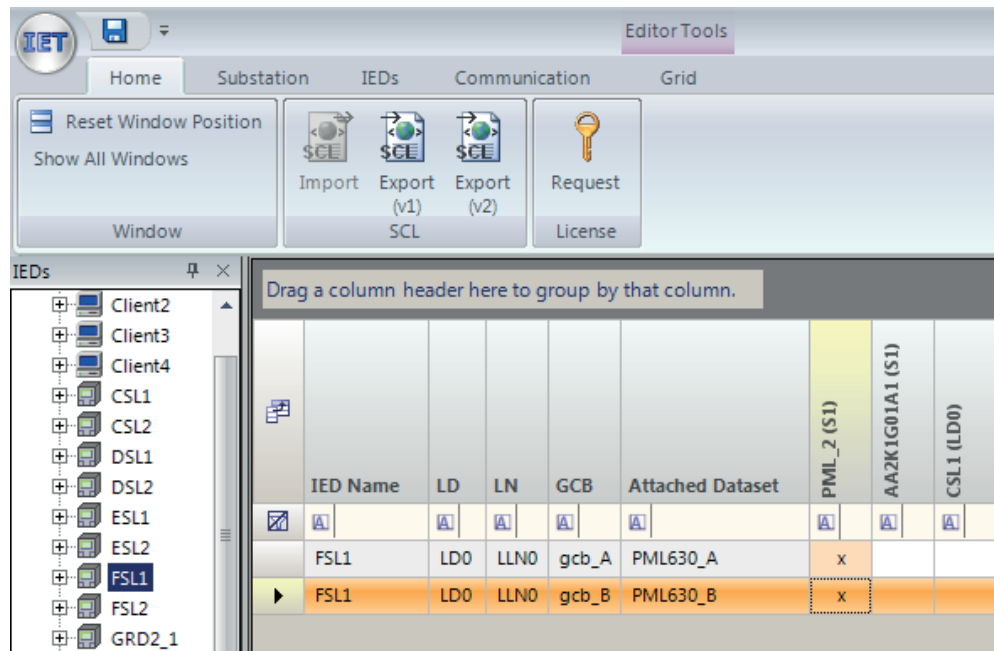 IET
Editor Tools
Home Substation IEDs Communication Grid
Reset Window Position
Show All Windows
Window
SCL SCL SCL
Import Export (v1) Export (v2)
SCL
Request
License
IEDs
Client2
Client3
Client4
CSL1
CSL2
DSL1
DSL2
ESL1
ESL2
FSL1
FSL2
GRD2_1
Drag a column header here to group by that column.
IED Name LD LN GCB Attached Dataset PML_2 (S1) AA2K1G01A1 (S1) CSL1 (LD0)
A A A A A A A A
FSL1 LD0 LLN0 gcb_A PML630_A x
FSL1 LD0 LLN0 gcb_B PML630_B x